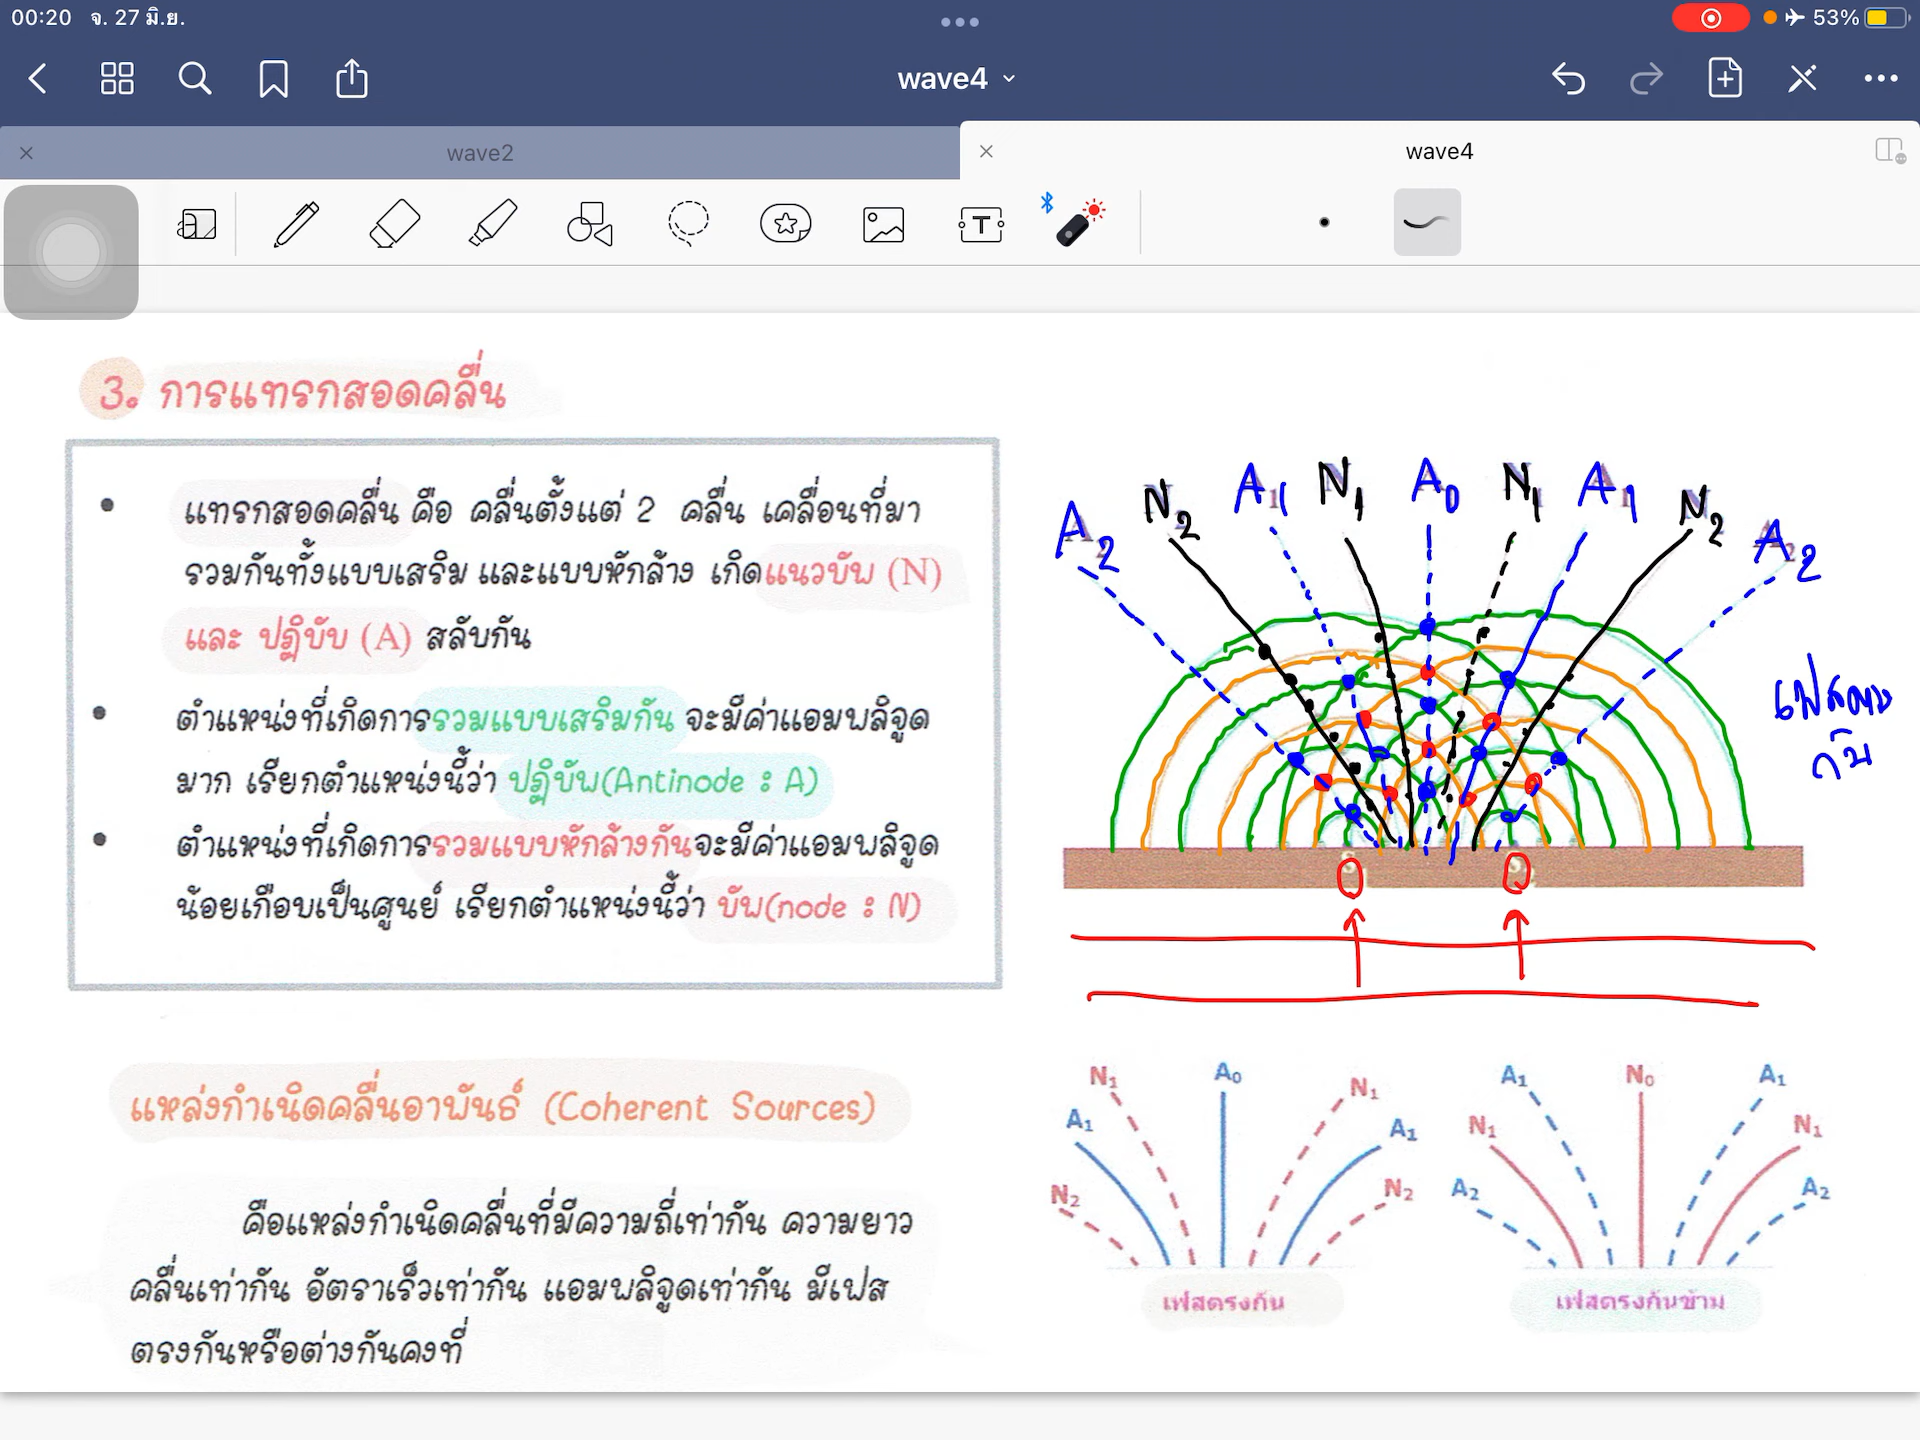 00:20 จ. 27 มิ.ย.
53%
wave4
wave2
wave4
3. การแทรกสอดคลื่น
แทรกสอดคลื่น คือ คลื่นตั้งแต่ 2 คลื่น เคลื่อนที่มา
รวมกันทั้งแบบเสริม และแบบหักล้าง เกิดแนวบัพ (N)
และ ปฏิบัพ (A) สลับกัน
ตำแหน่งที่เกิดการรวมแบบเสริมกัน จะมีค่าแอมพลิจูด
มาก เรียกตำแหน่งนี้ว่า ปฏิบัพ(Antinode : A)
ตำแหน่งที่เกิดการรวมแบบหักล้างกันจะมีค่าแอมพลิจูด
น้อยเกือบเป็นศูนย์ เรียกตำแหน่งนี้ว่า บัพ(node : N)
A2 N2 A1 N1 A0 N1 A1 N2 A2
เฟสตรง
กัน
แหล่งกำเนิดคลื่นอาพันธ์ (Coherent Sources)
คือแหล่งกำเนิดคลื่นที่มีความถี่เท่ากัน ความยาว
คลื่นเท่ากัน อัตราเร็วเท่ากัน แอมพลิจูดเท่ากัน มีเฟส
ตรงกันหรือต่างกันคงที่
N2 A1 N1 A0 N1 A1 N2
เฟสตรงกัน
A2 N1 A1 N0 A1 N1 A2
เฟสตรงกันข้าม